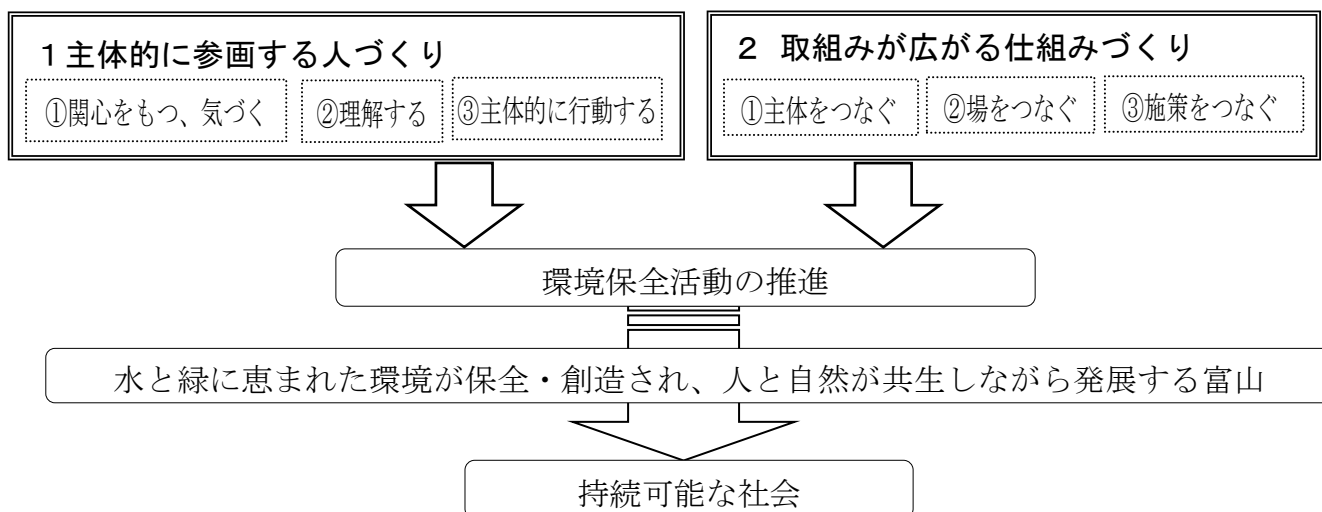 1主体的に参画する人づくり
①関心をもつ、気づく ②理解する ③主体的に行動する
2 取組みが広がる仕組みづくり
①主体をつなぐ ②場をつなぐ ③施策をつなぐ
環境保全活動の推進
水と緑に恵まれた環境が保全・創造され、人と自然が共生しながら発展する富山
持続可能な社会